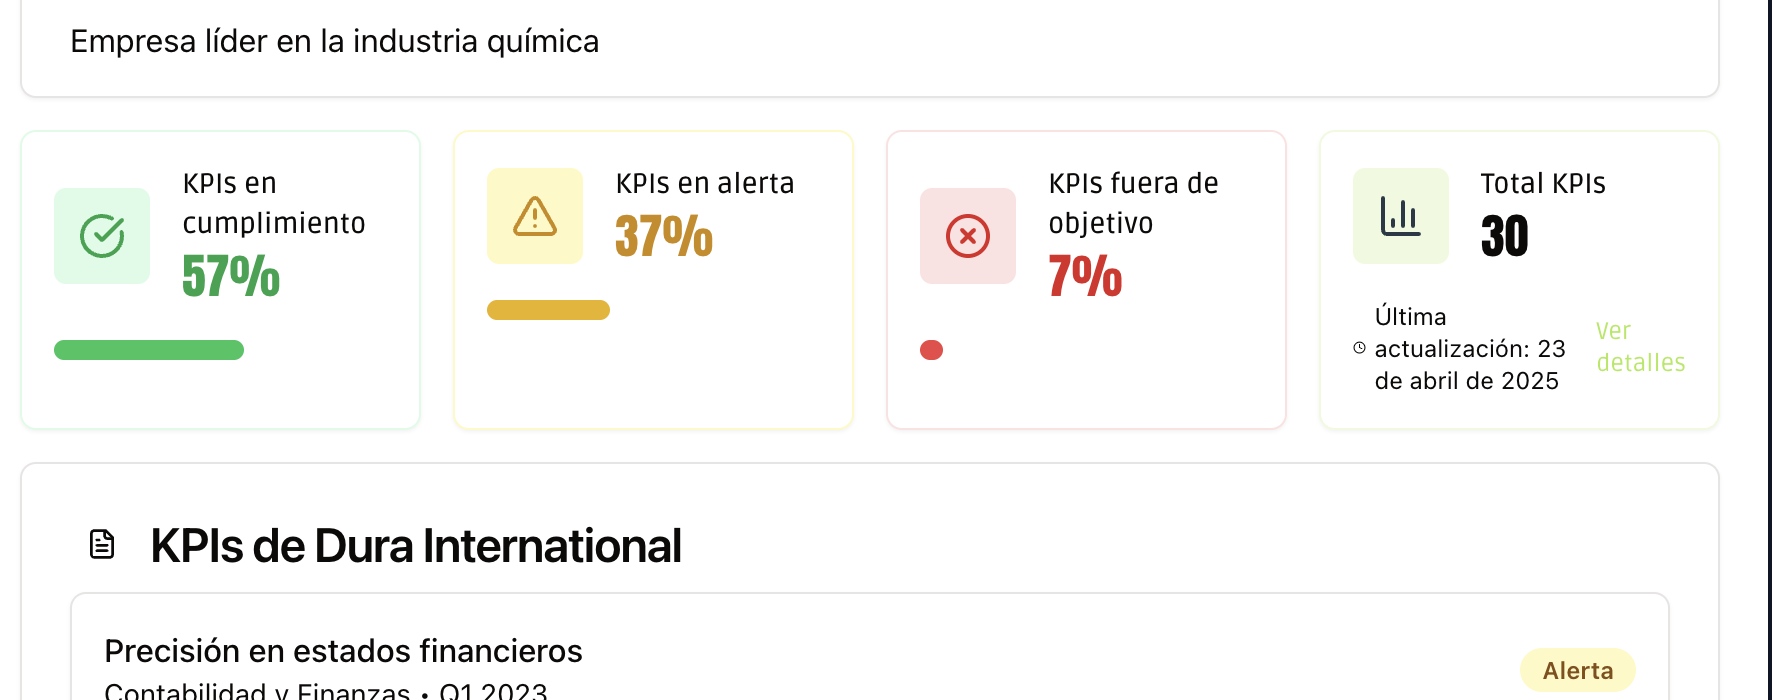 Empresa líder en la industria química
KPIs en
cumplimiento
57%
KPIs en alerta
37%
KPIs fuera de
objetivo
7%
Total KPIs
30
Última
actualización: 23
de abril de 2025
Ver
detalles
KPIs de Dura International
Precisión en estados financieros
Alerta
Contabilidad y Finanzas • Q1 2023